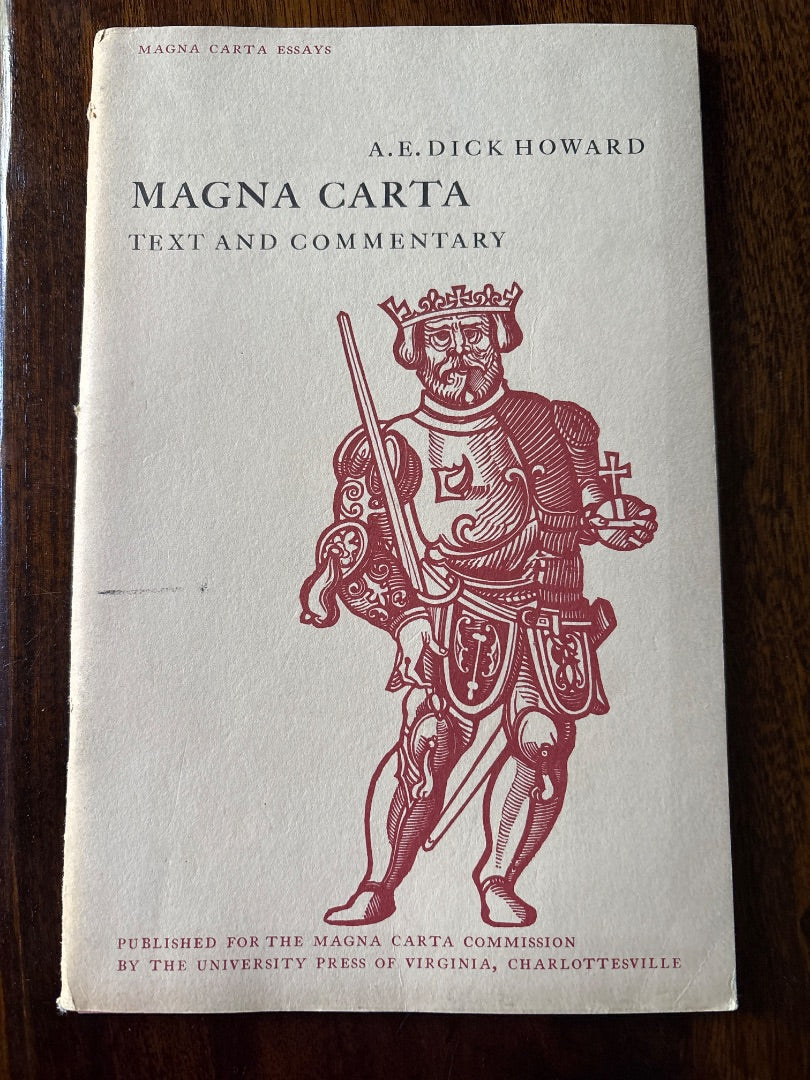 MAGNA CARTA ESSAYS
A.E. DICK HOWARD
MAGNA CARTA
TEXT AND COMMENTARY
PUBLISHED FOR THE MAGNA CARTA COMMISSION
BY THE UNIVERSITY PRESS OF VIRGINIA, CHARLOTTESVILLE